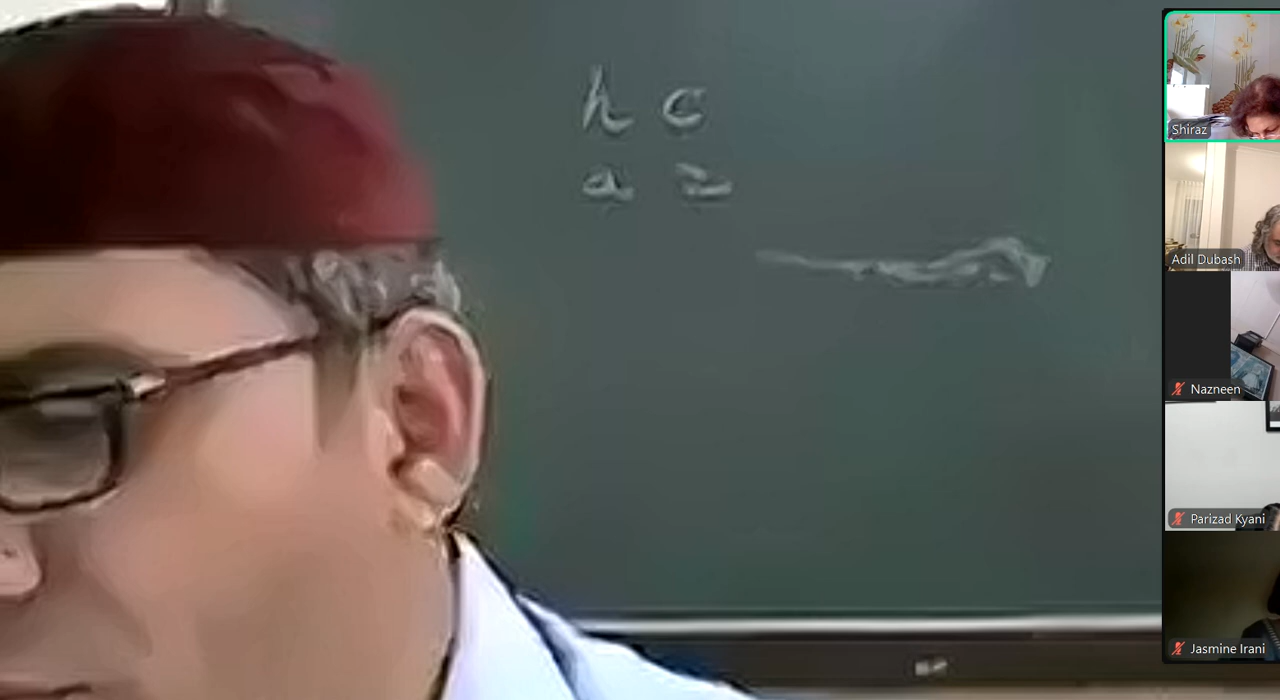 h c
a =
Shiraz
Adil Dubash
Nazneen
Parizad Kyani
Jasmine Irani